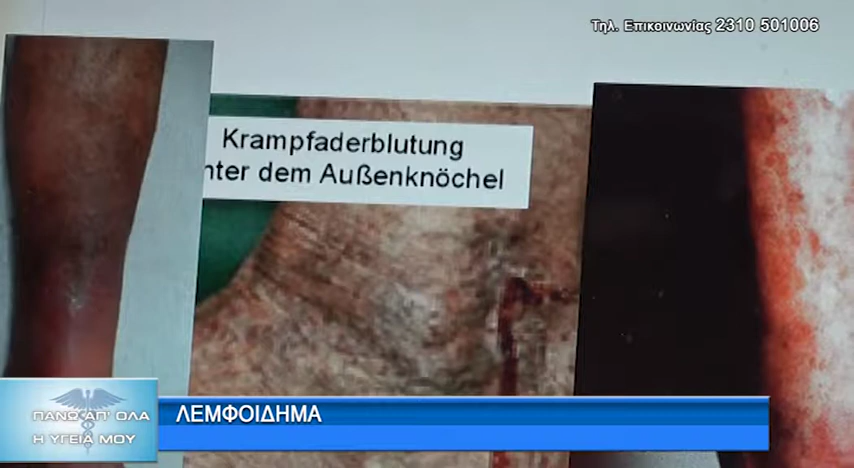 Τηλ. Επικοινωνίας 2310 501006
Krampfaderblutung
nter dem Außenknöchel
ΛΕΜΦΟΙΔΗΜΑ
ΠΑΝΩ ΑΠ' ΟΛΑ
Η ΥΓΕΙΑ ΜΟΥ